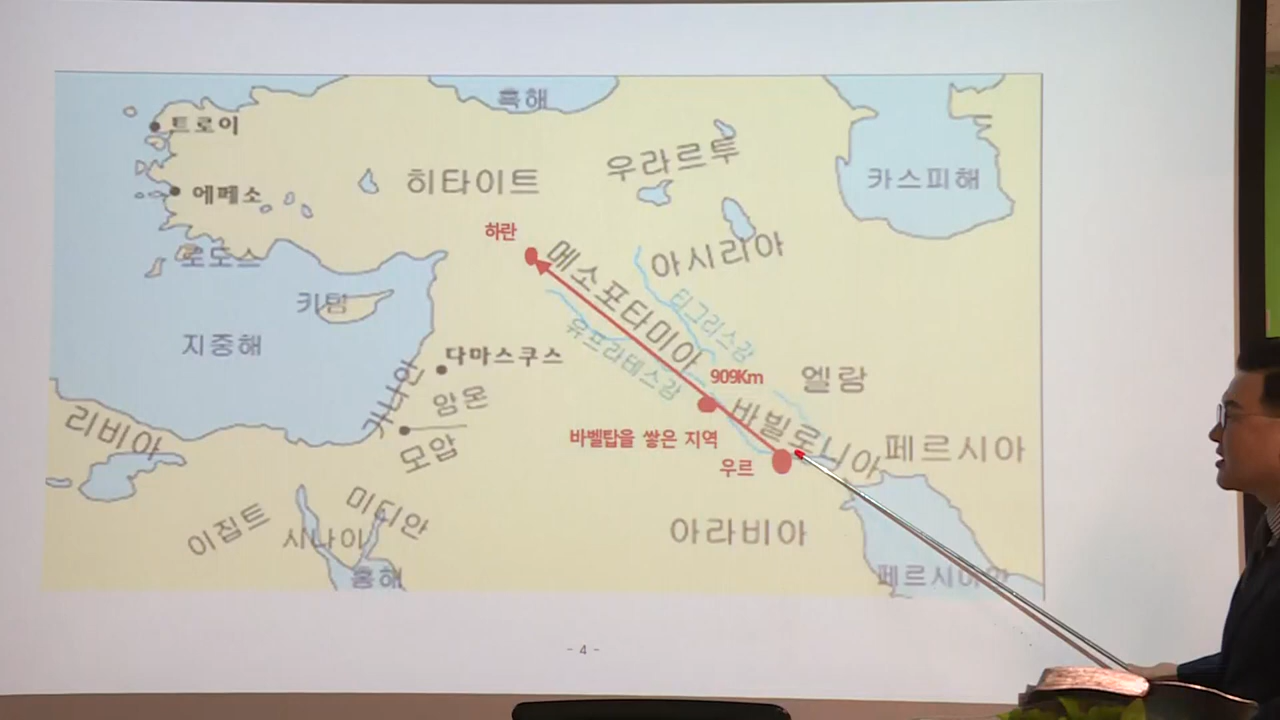 흑해
트로이
우라르투
히타이트
카스피해
에페소
하란
로도스
메소포타미아
아시리아
키팀
티그리스강
지중해
유프라테스강
다마스쿠스
909Km
엘람
가나안
암몬
바빌로니아
리비아
바벨탑을 쌓은 지역
페르시아
모압
우르
미디안
이집트
시나이
아라비아
홍해
페르시아만
- 4 -